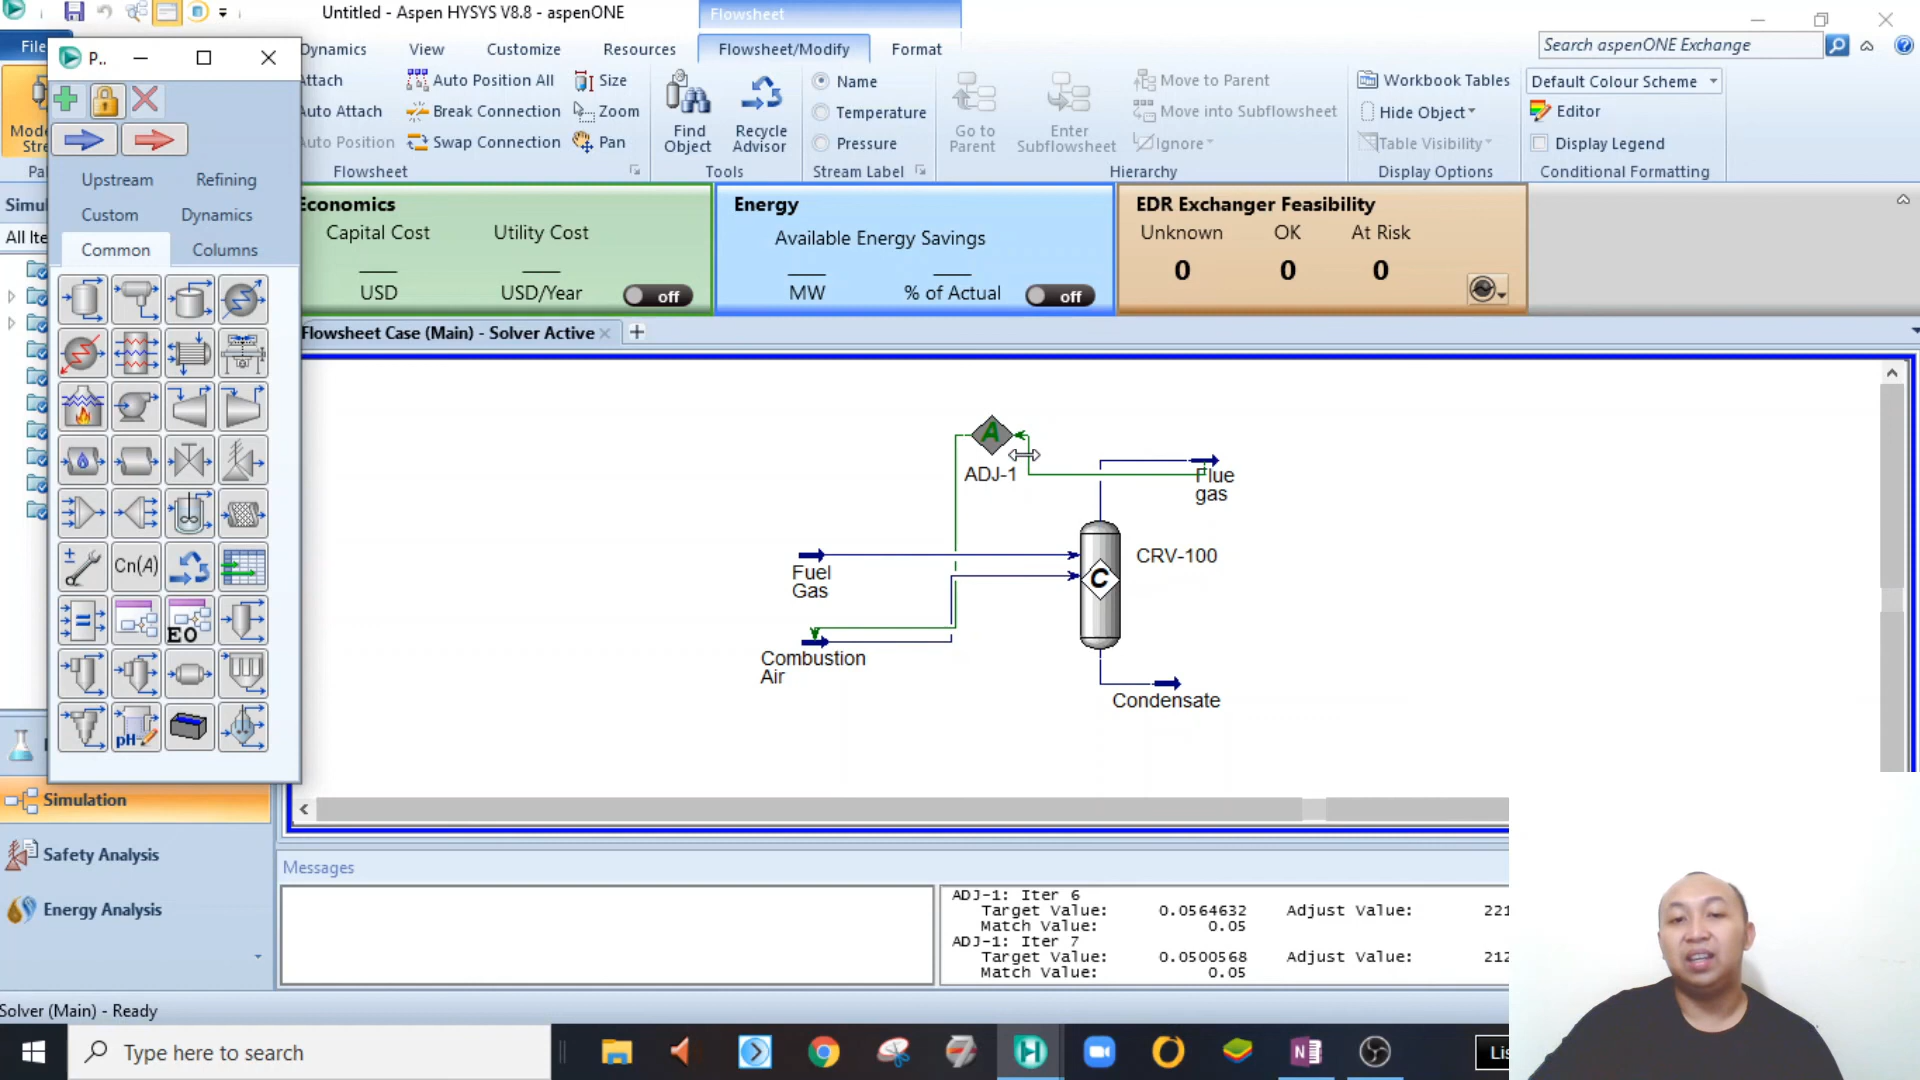 Untitled - Aspen HYSYS V8.8 - aspenONE
Flowsheet
File
P..
Dynamics
View
Customize
Resources
Flowsheet/Modify
Format
Search aspenONE Exchange
Attach
Auto Position All
Size
Name
Move to Parent
Workbook Tables
Default Colour Scheme
Auto Attach
Break Connection
Zoom
Temperature
Move into Subflowsheet
Hide Object
Editor
Auto Position
Swap Connection
Pan
Find
Object
Recycle
Advisor
Pressure
Go to
Parent
Enter
Subflowsheet
Ignore
Table Visibility
Display Legend
Flowsheet
Tools
Stream Label
Hierarchy
Display Options
Conditional Formatting
Upstream
Refining
Custom
Dynamics
Common
Columns
Cn(A)
EO
pH
Economics
Capital Cost
Utility Cost
USD
USD/Year
off
Energy
Available Energy Savings
MW
% of Actual
off
EDR Exchanger Feasibility
Unknown
OK
At Risk
0
0
0
Flowsheet Case (Main) - Solver Active
A
ADJ-1
Flue
gas
Fuel
Gas
CRV-100
C
Combustion
Air
Condensate
Simulation
Safety Analysis
Energy Analysis
Messages
ADJ-1: Iter 6
Target Value: 0.0564632 Adjust Value: 221
Match Value: 0.05
ADJ-1: Iter 7
Target Value: 0.0500568 Adjust Value: 212
Match Value: 0.05
Solver (Main) - Ready
Type here to search